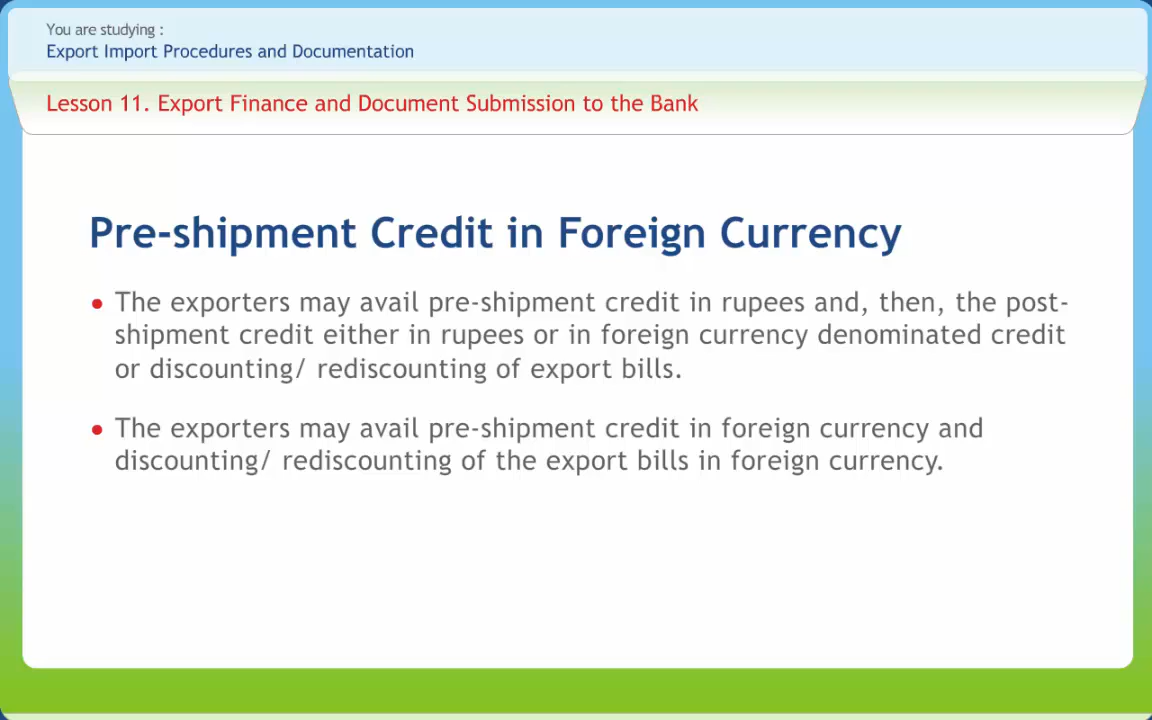 You are studying :
Export Import Procedures and Documentation
Lesson 11. Export Finance and Document Submission to the Bank
Pre-shipment Credit in Foreign Currency
• The exporters may avail pre-shipment credit in rupees and, then, the post-
shipment credit either in rupees or in foreign currency denominated credit
or discounting/ rediscounting of export bills.
• The exporters may avail pre-shipment credit in foreign currency and
discounting/ rediscounting of the export bills in foreign currency.